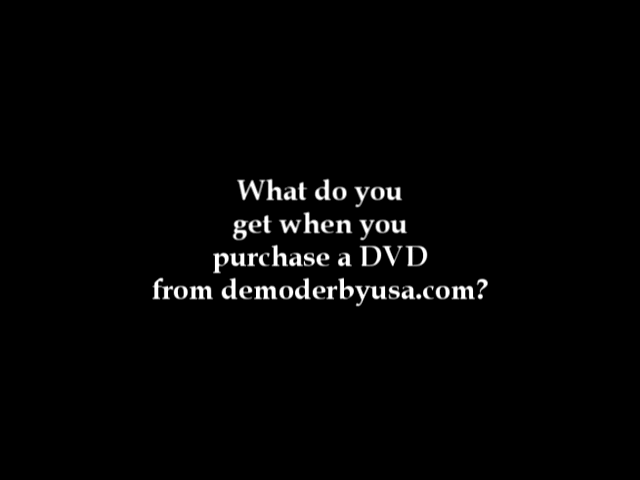 What do you
get when you
purchase a DVD
from demoderbyusa.com?